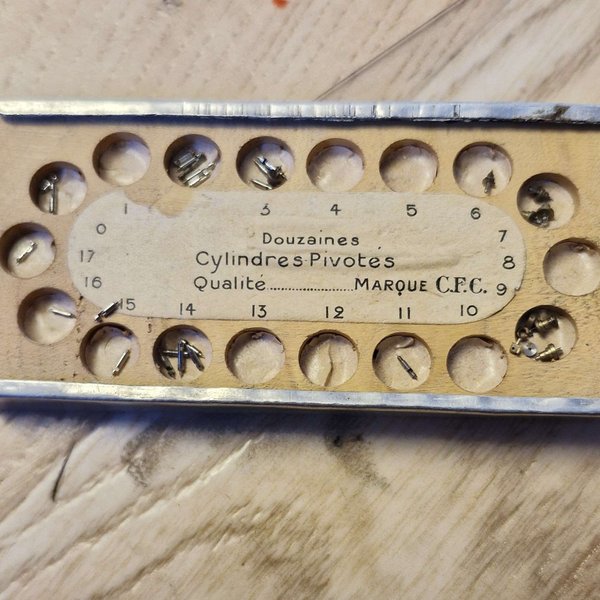 1 3 4 5 6
0 7
Douzaines
17 Cylindres Pivotés 8
16 Qualité.................... MARQUE C.F.C. 9
15 14 13 12 11 10